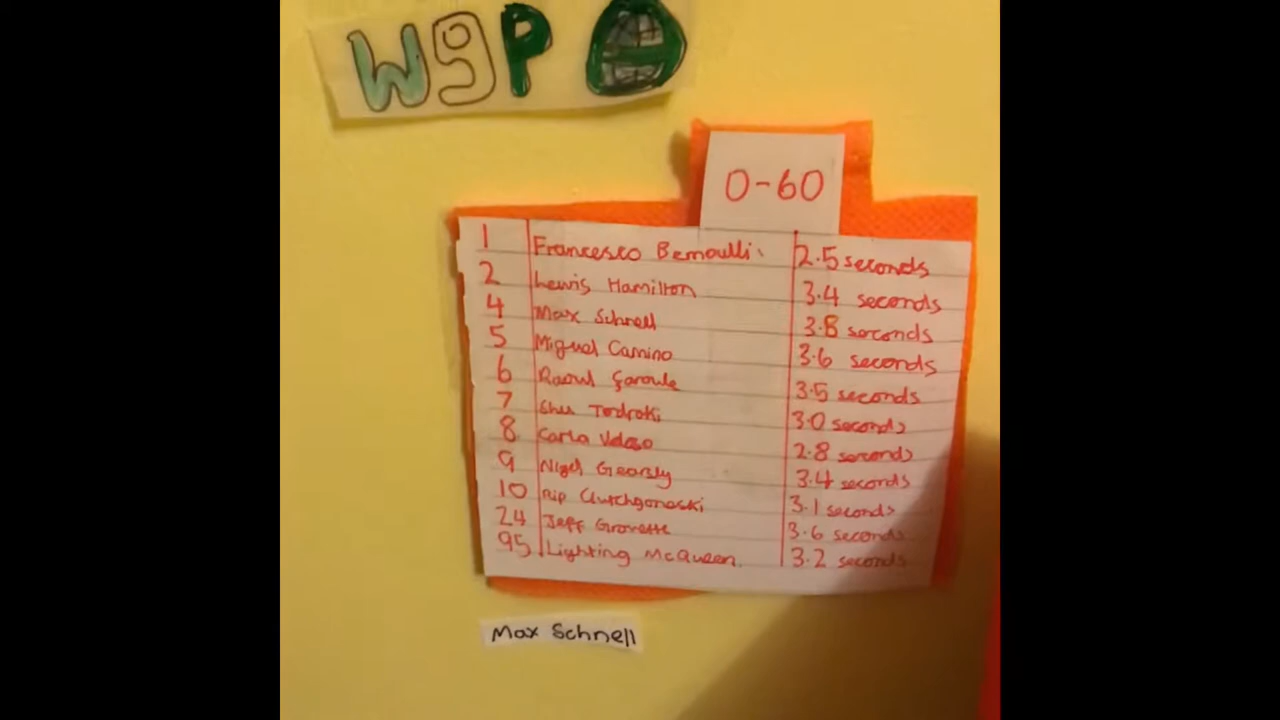 WGP
0-60
1 Francesco Bernoulli. 2.5 seconds
2 Lewis Hamilton 3.4 seconds
4 Max Schnell 3.8 seconds
5 Miguel Camino 3.6 seconds
6 Raoul Çaroule 3.5 seconds
7 Shu Todroki 3.0 seconds
8 Carla Veloso 2.8 seconds
9 Nigel Gearsly 3.4 seconds
10 Rip Clutchgoneski 3.1 seconds
24 Jeff Gorvette 3.6 seconds
95 Lighting McQueen. 3.2 seconds
Max Schnell